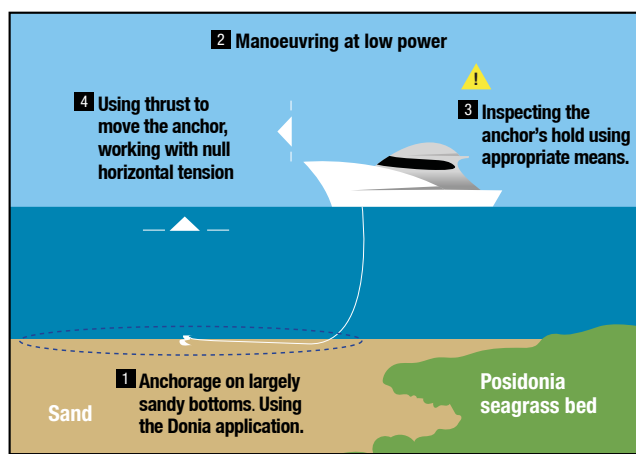 2 Manoeuvring at low power
4 Using thrust to
move the anchor,
working with null
horizontal tension
!
3 Inspecting the
anchor's hold using
appropriate means.
1 Anchorage on largely
sandy bottoms. Using
the Donia application.
Sand
Posidonia
seagrass bed